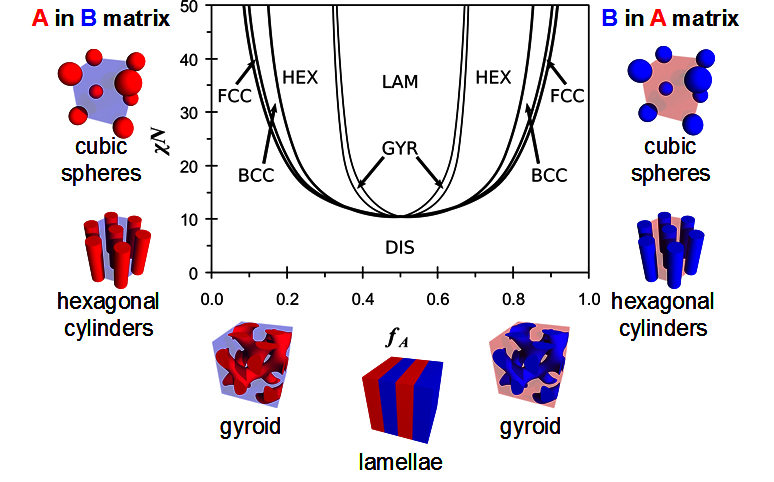 A in B matrix
B in A matrix
cubic
spheres
hexagonal
cylinders
χN
50
40
30
20
10
0
0.0
0.2
0.4
0.6
0.8
1.0
FCC
BCC
HEX
LAM
GYR
DIS
HEX
BCC
FCC
f_A
cubic
spheres
hexagonal
cylinders
gyroid
lamellae
gyroid